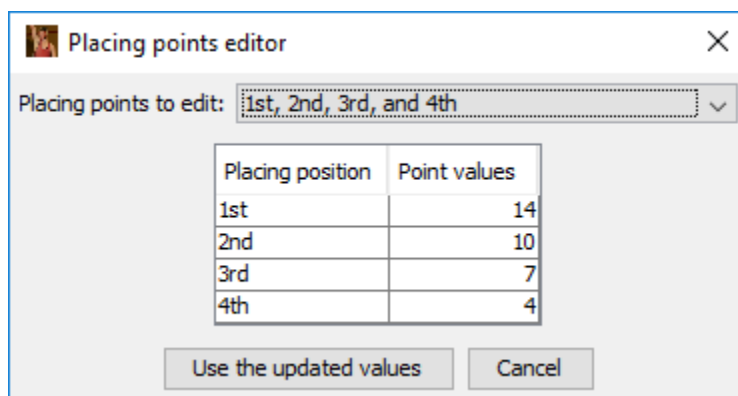 Placing points editor
Placing points to edit: 1st, 2nd, 3rd, and 4th
Placing position Point values
1st 14
2nd 10
3rd 7
4th 4
Use the updated values Cancel